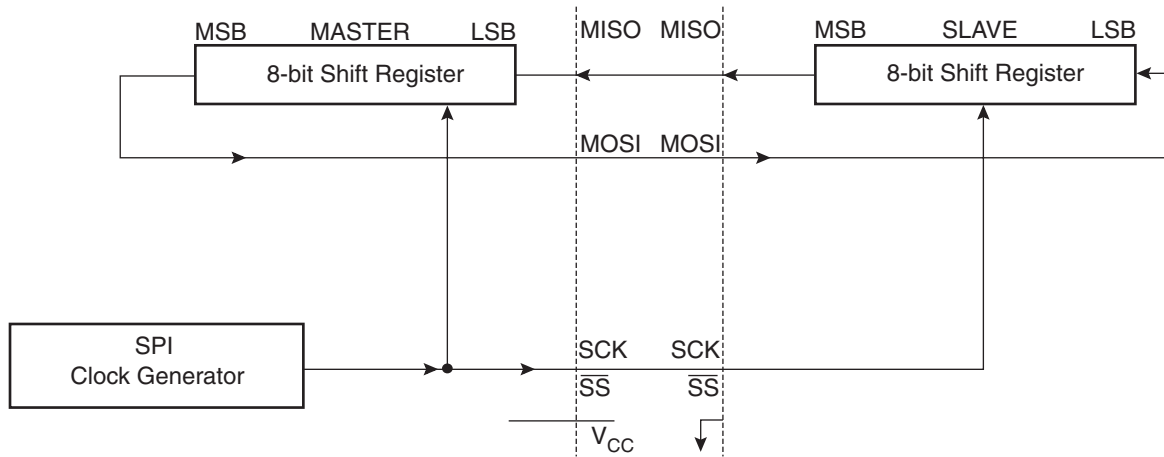 MSB MASTER LSB MISO MISO MSB SLAVE LSB
8-bit Shift Register 8-bit Shift Register
MOSI MOSI
SPI
Clock Generator
SCK SCK
SS SS
VCC